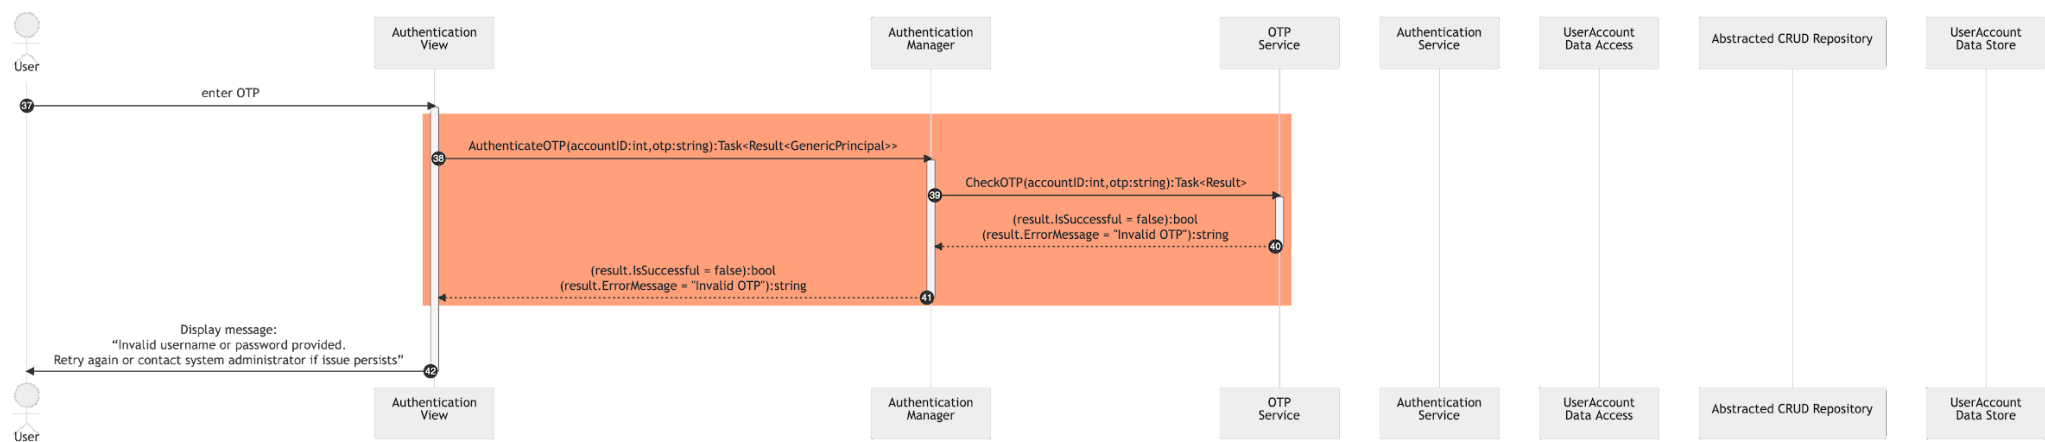 User
Authentication
View
Authentication
Manager
OTP
Service
Authentication
Service
UserAccount
Data Access
Abstracted CRUD Repository
UserAccount
Data Store
enter OTP
37
AuthenticateOTP(accountID:int,otp:string):Task<Result<GenericPrincipal>>
38
CheckOTP(accountID:int,otp:string):Task<Result>
39
(result.IsSuccessful = false):bool
(result.ErrorMessage = "Invalid OTP"):string
40
(result.IsSuccessful = false):bool
(result.ErrorMessage = "Invalid OTP"):string
41
Display message:
“Invalid username or password provided.
Retry again or contact system administrator if issue persists”
42
User
Authentication
View
Authentication
Manager
OTP
Service
Authentication
Service
UserAccount
Data Access
Abstracted CRUD Repository
UserAccount
Data Store